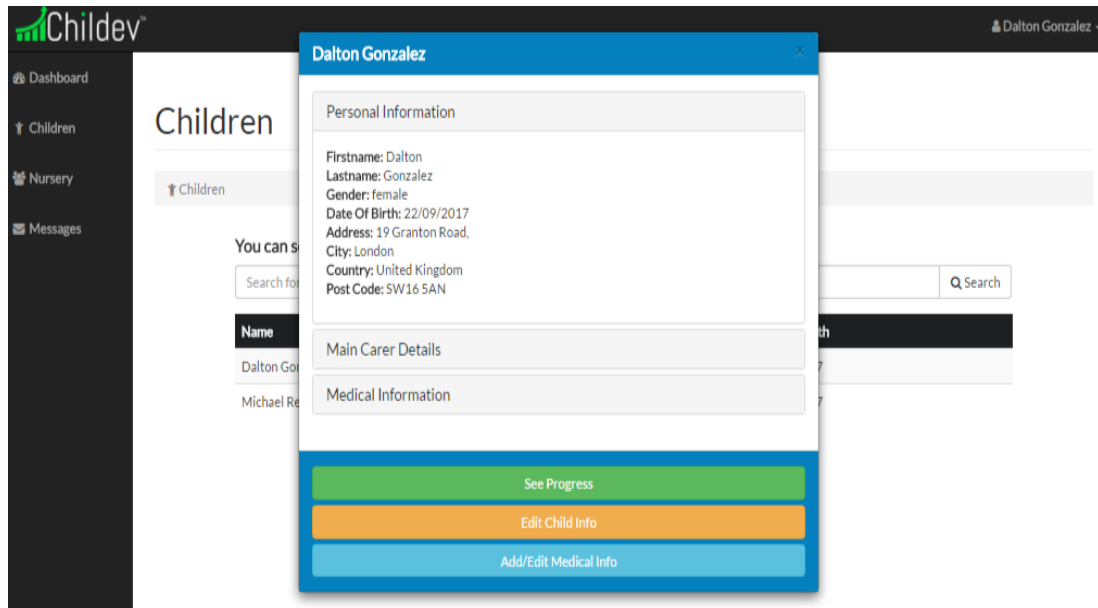 Childev™
Dalton Gonzalez
Dashboard
Children
Nursery
Messages
Children
Children
You can s
Search for
Search
Name
th
Dalton Gon
7
Michael Re
7
Dalton Gonzalez
×
Personal Information
Firstname: Dalton
Lastname: Gonzalez
Gender: female
Date Of Birth: 22/09/2017
Address: 19 Granton Road,
City: London
Country: United Kingdom
Post Code: SW16 5AN
Main Carer Details
Medical Information
See Progress
Edit Child Info
Add/Edit Medical Info